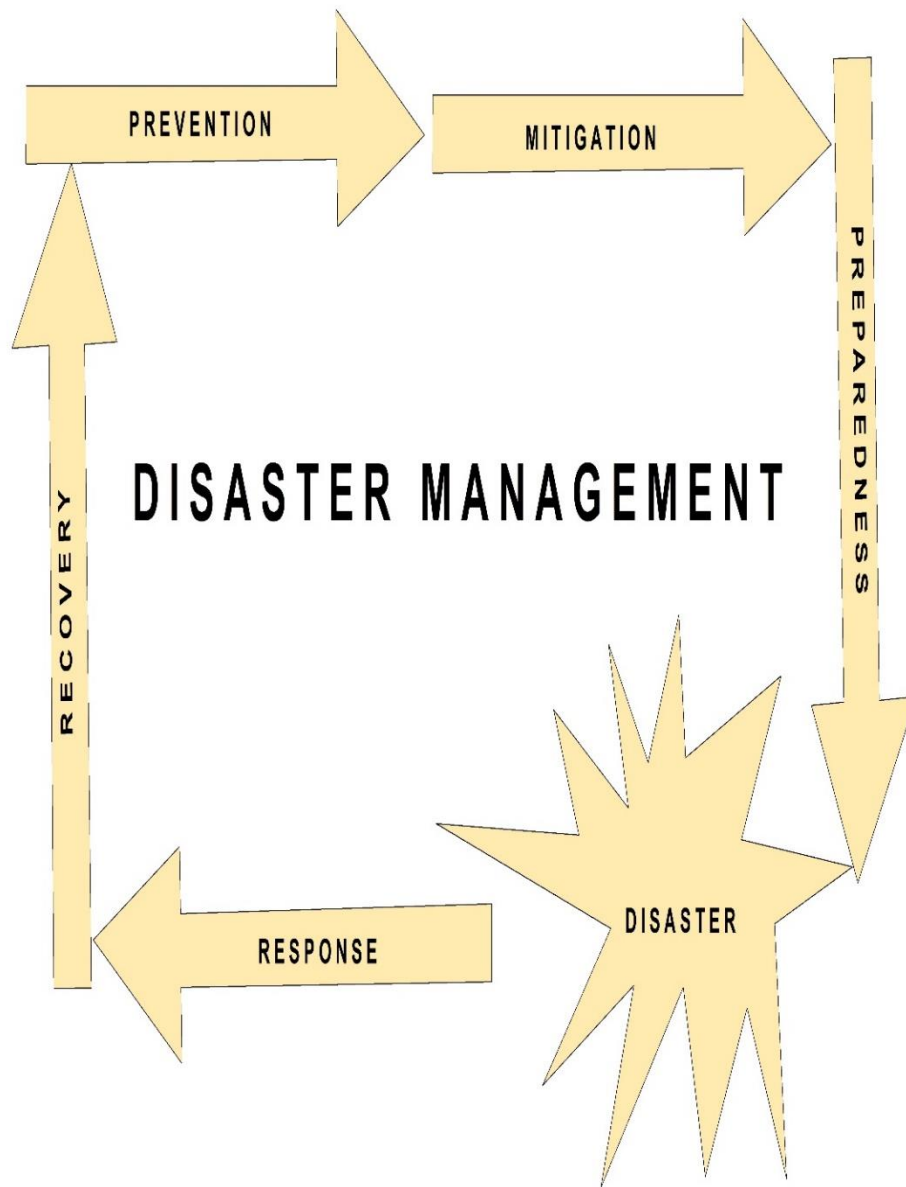 PREVENTION
MITIGATION
PREPAREDNESS
DISASTER MANAGEMENT
RECOVERY
DISASTER
RESPONSE